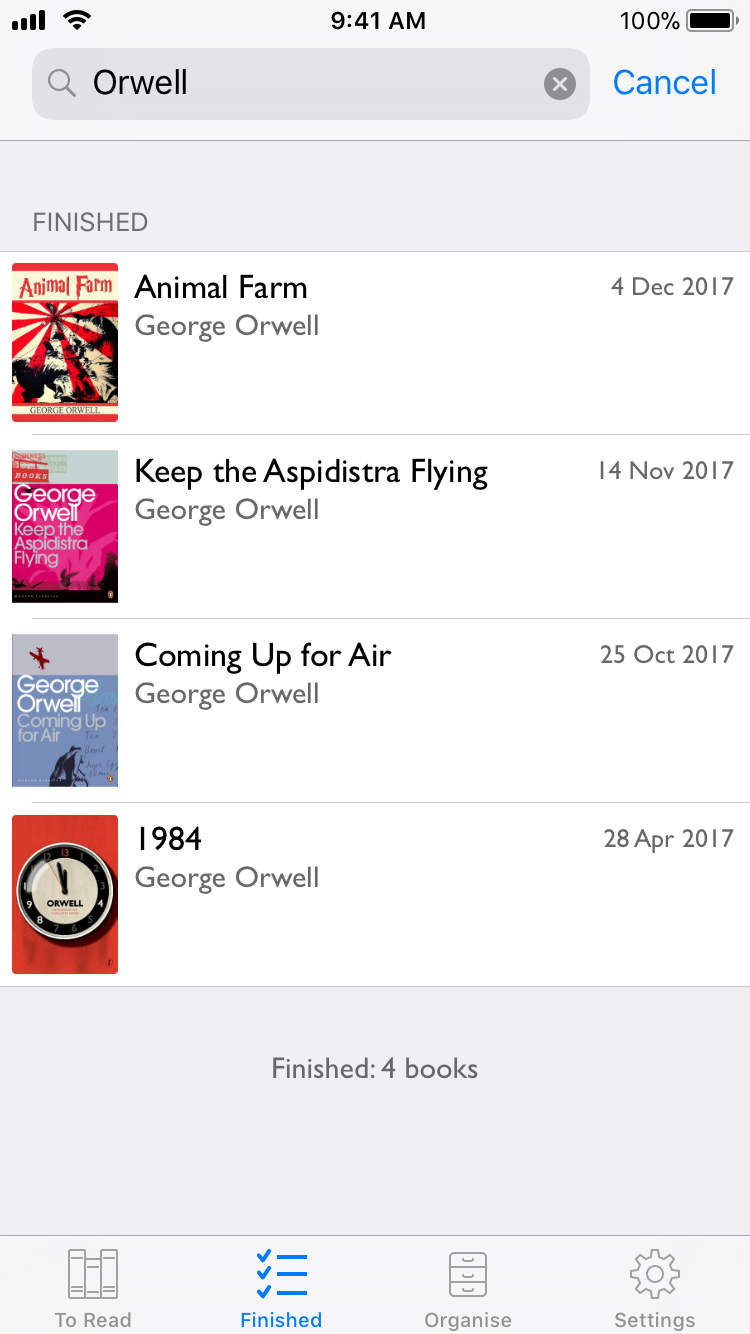 9:41 AM
100%
Orwell
Cancel
FINISHED
Animal Farm
GEORGE ORWELL
Animal Farm
4 Dec 2017
George Orwell
BOOKS
George
Orwell
Keep the
Aspidistra
Flying
Keep the Aspidistra Flying
14 Nov 2017
George Orwell
George
Orwell
Coming Up
for Air
Coming Up for Air
25 Oct 2017
George Orwell
ORWELL
1984
28 Apr 2017
George Orwell
Finished: 4 books
To Read
Finished
Organise
Settings